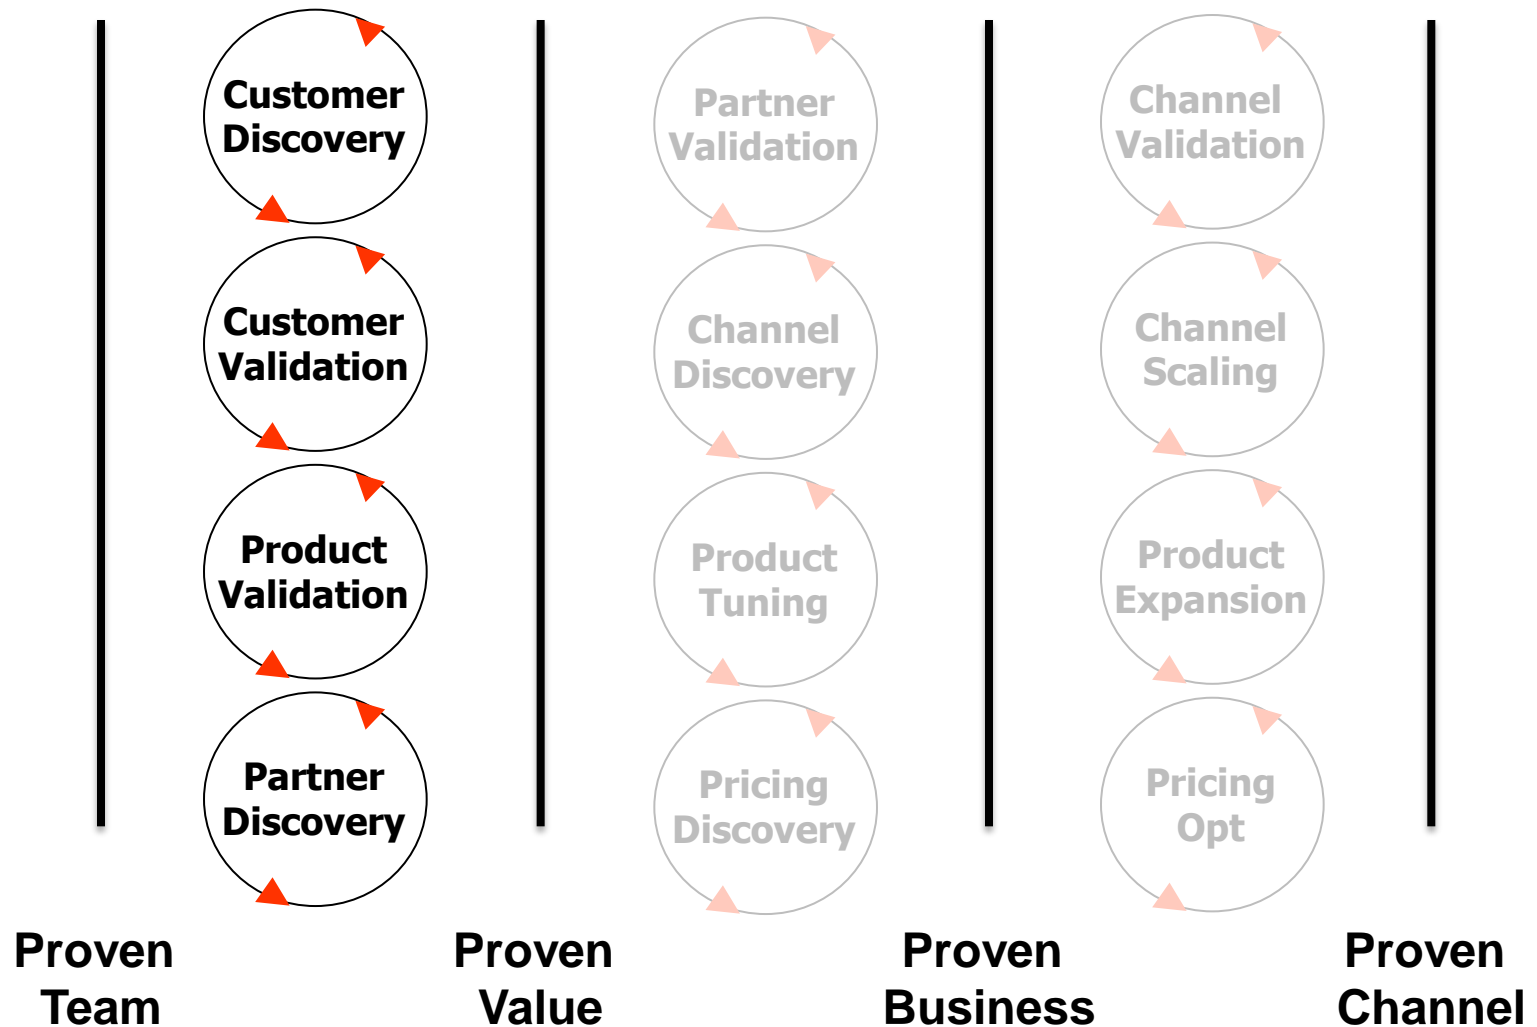 Customer
Discovery
Customer
Validation
Product
Validation
Partner
Discovery
Partner
Validation
Channel
Discovery
Product
Tuning
Pricing
Discovery
Channel
Validation
Channel
Scaling
Product
Expansion
Pricing
Opt
Proven
Team
Proven
Value
Proven
Business
Proven
Channel